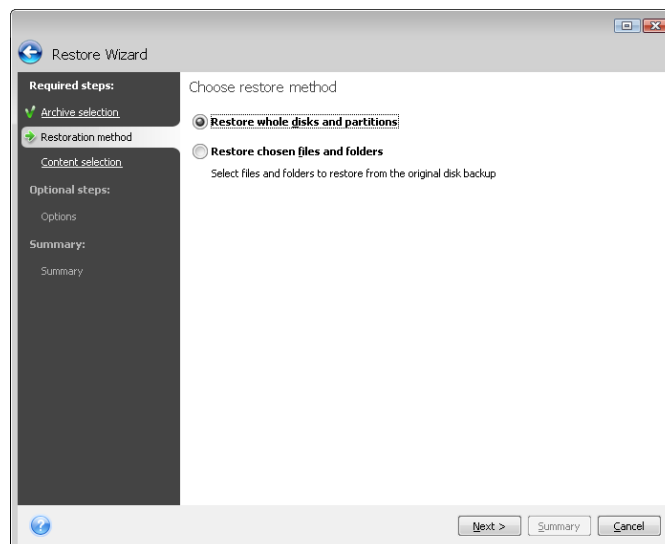 Restore Wizard
Required steps:
Archive selection
Restoration method
Content selection
Optional steps:
Options
Summary:
Summary
Choose restore method
Restore whole disks and partitions
Restore chosen files and folders
Select files and folders to restore from the original disk backup
?
Next >
Summary
Cancel